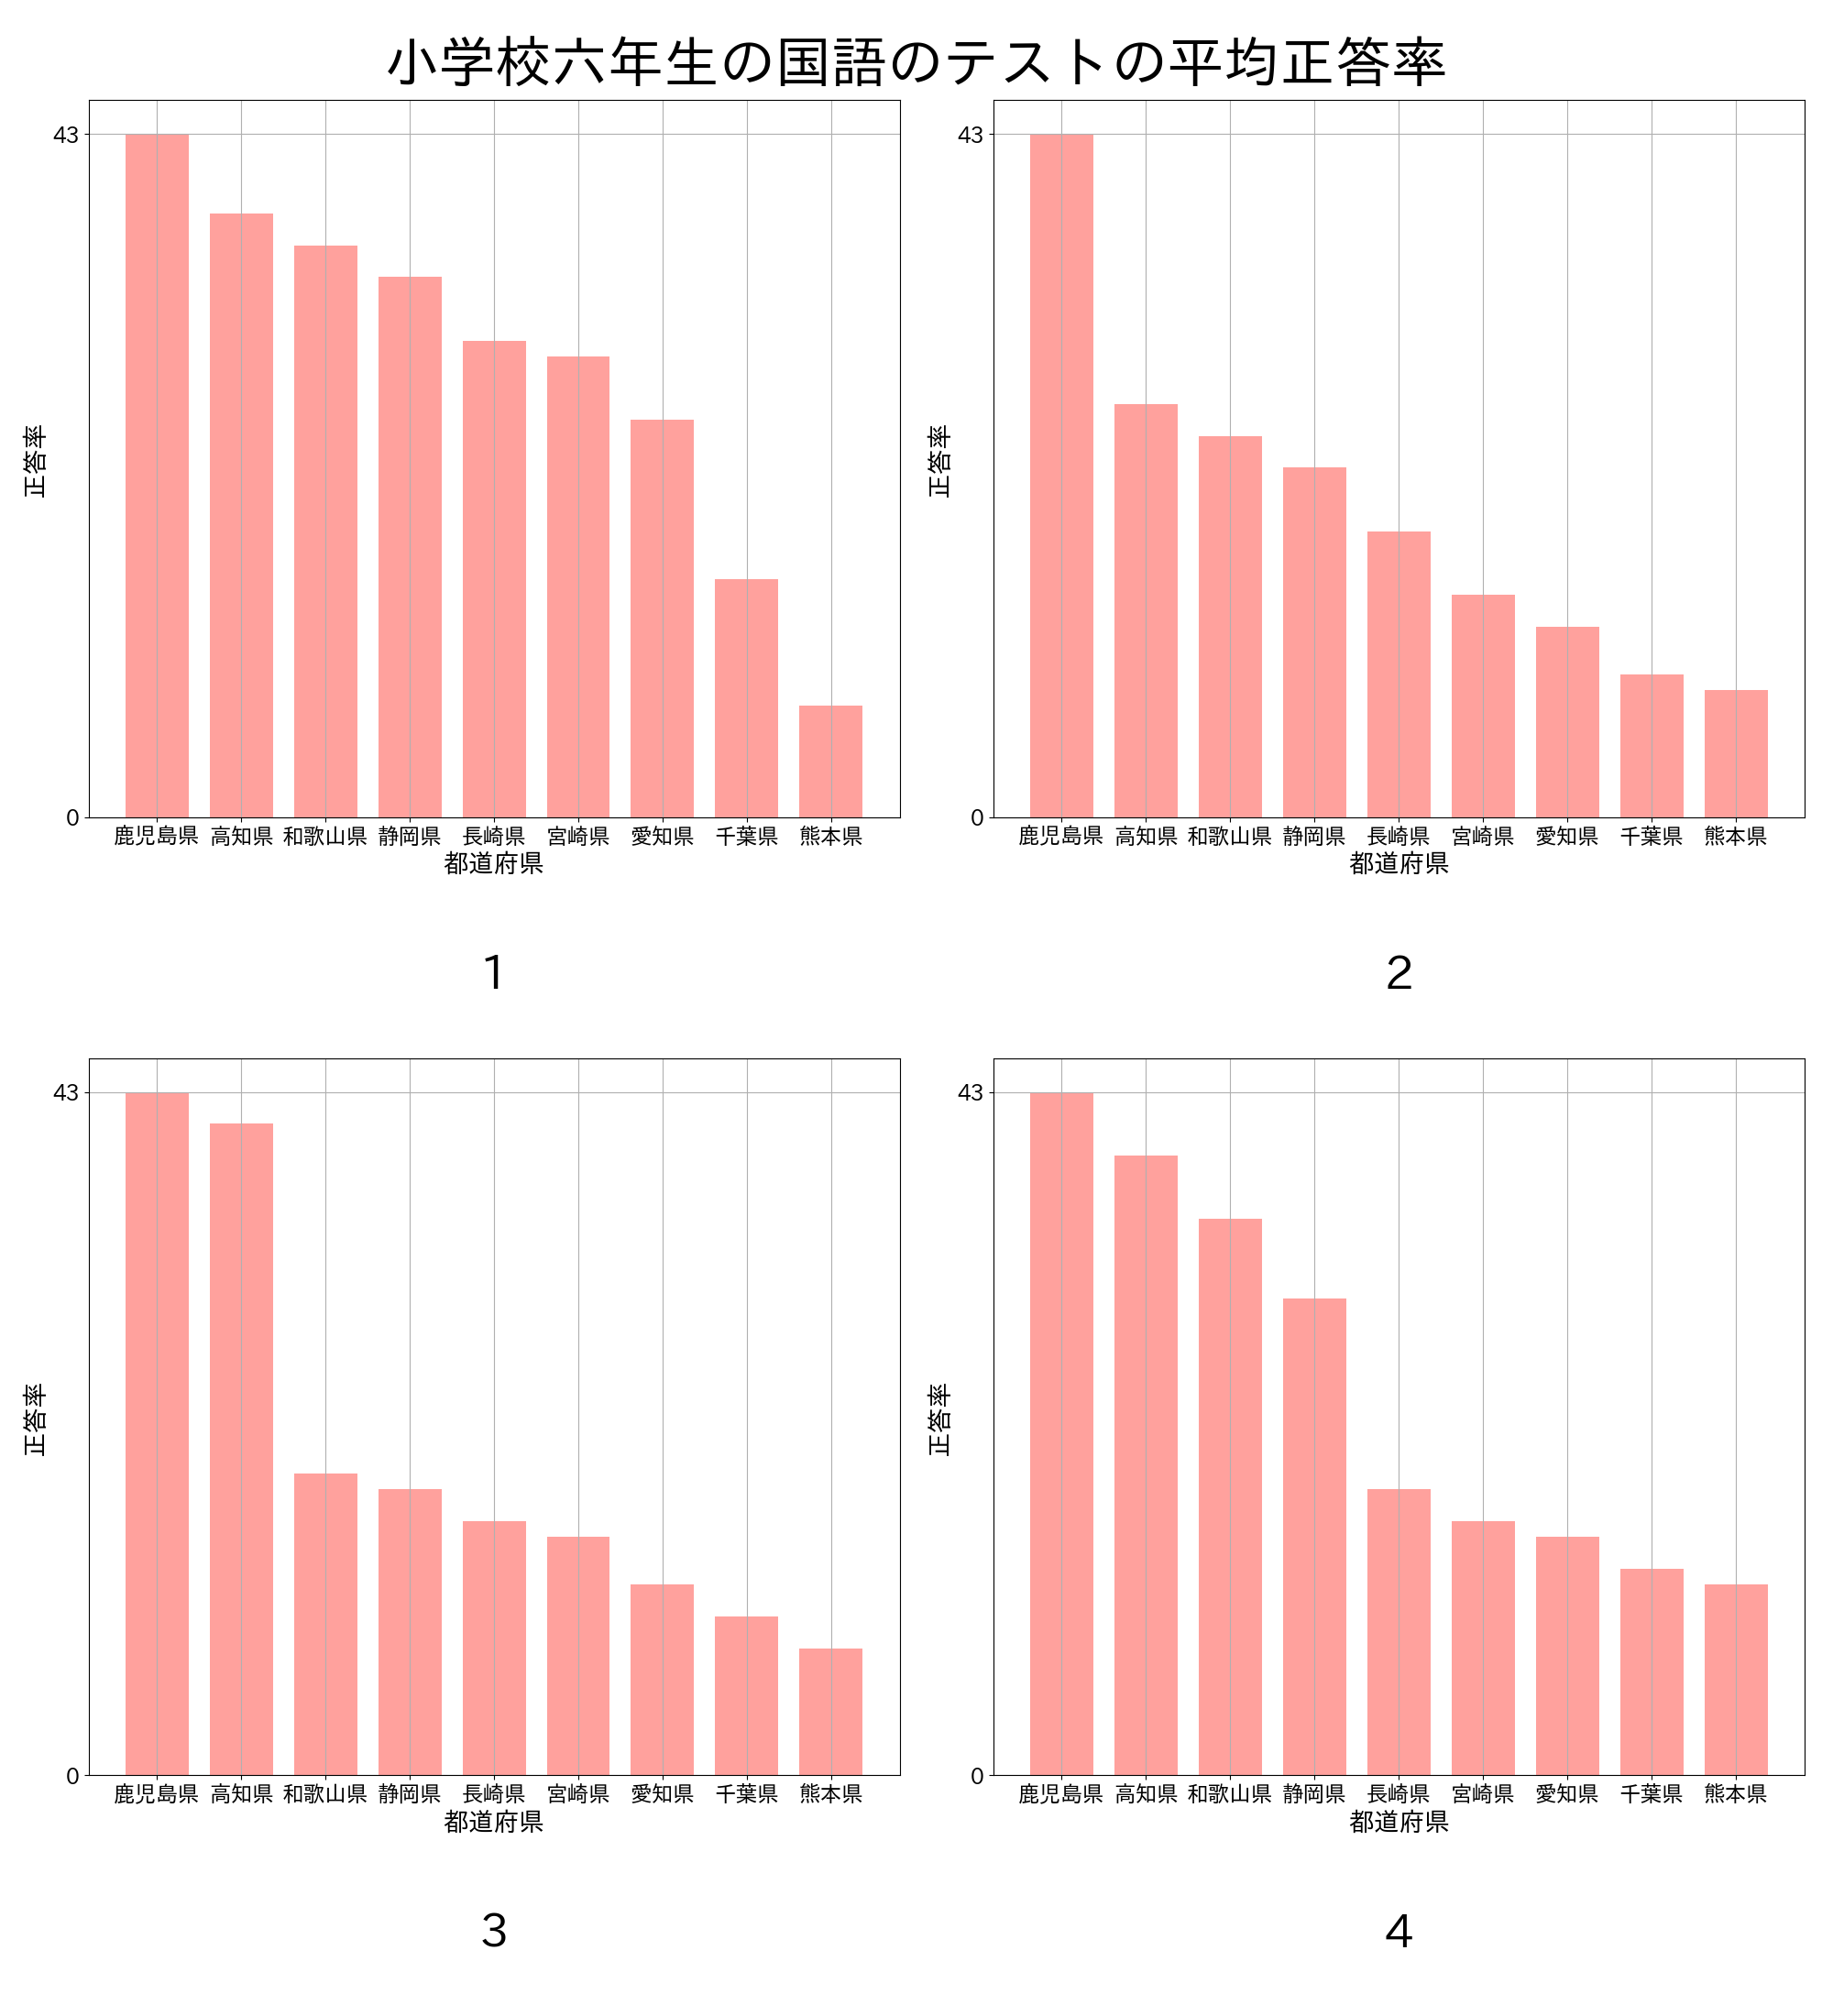 小学校六年生の国語のテストの平均正答率
43
0
正答率
鹿児島県 高知県 和歌山県 静岡県 長崎県 宮崎県 愛知県 千葉県 熊本県
都道府県
1
43
0
正答率
鹿児島県 高知県 和歌山県 静岡県 長崎県 宮崎県 愛知県 千葉県 熊本県
都道府県
2
43
0
正答率
鹿児島県 高知県 和歌山県 静岡県 長崎県 宮崎県 愛知県 千葉県 熊本県
都道府県
3
43
0
正答率
鹿児島県 高知県 和歌山県 静岡県 長崎県 宮崎県 愛知県 千葉県 熊本県
都道府県
4